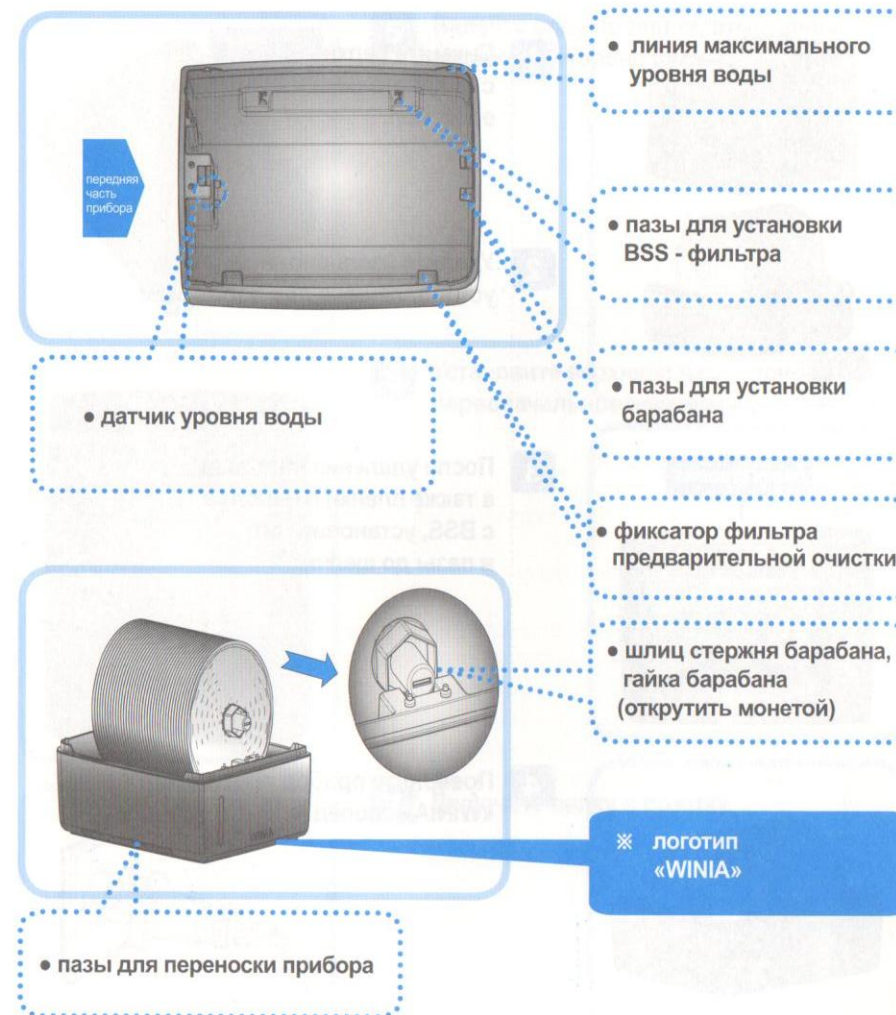 ● линия максимального
уровня воды
передняя
часть
прибора
● пазы для установки
BSS - фильтра
● датчик уровня воды
● пазы для установки
барабана
● фиксатор фильтра
предварительной очистки
● шлиц стержня барабана,
гайка барабана
(открутить монетой)
※ логотип
«WINIA»
● пазы для переноски прибора